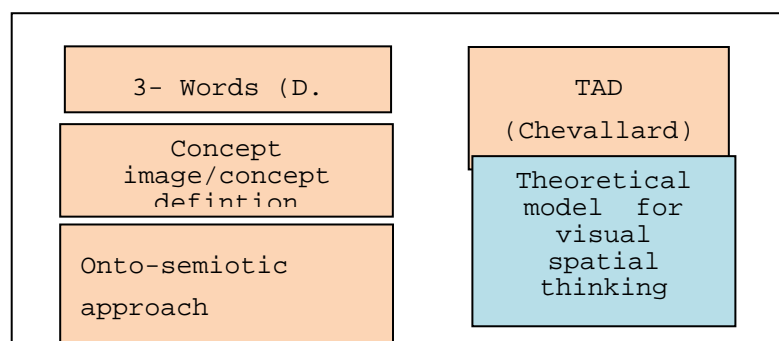 3- Words (D.
Concept
image/concept
defintion
Onto-semiotic
approach
TAD
(Chevallard)
Theoretical
model for
visual
spatial
thinking